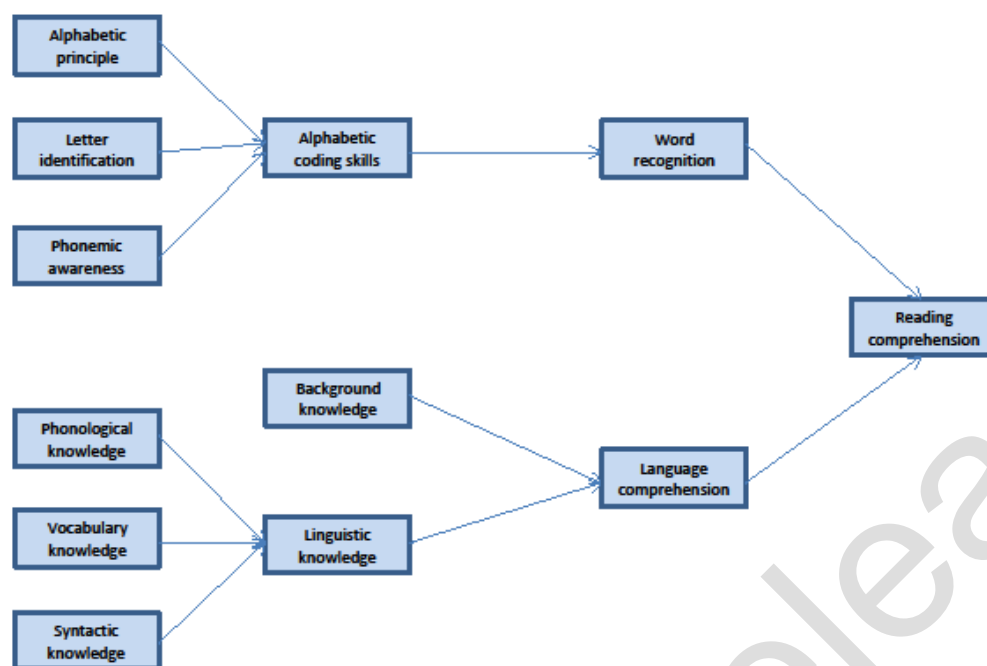 Alphabetic
principle
Letter
identification
Phonemic
awareness
Alphabetic
coding skills
Word
recognition
Reading
comprehension
Background
knowledge
Phonological
knowledge
Vocabulary
knowledge
Syntactic
knowledge
Linguistic
knowledge
Language
comprehension